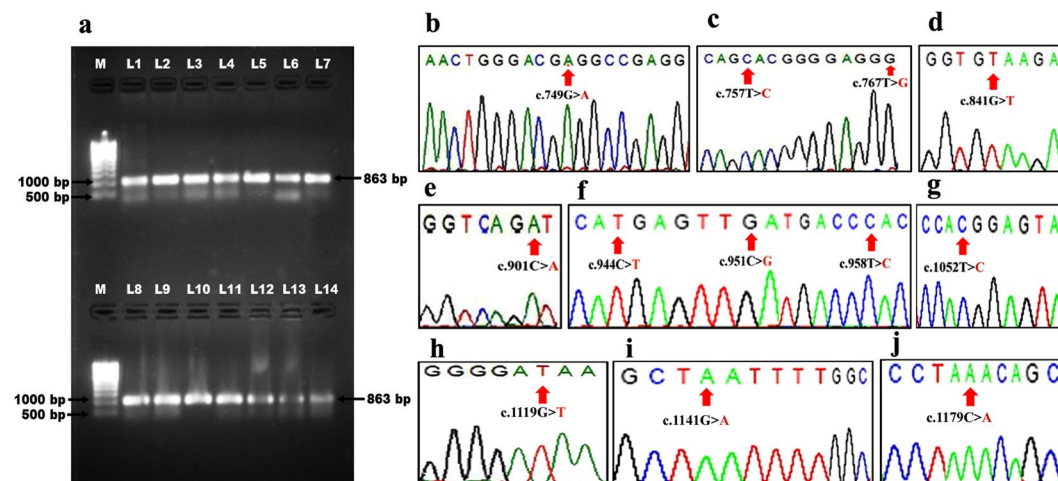 a
M L1 L2 L3 L4 L5 L6 L7
1000 bp
500 bp
863 bp
M L8 L9 L10 L11 L12 L13 L14
1000 bp
500 bp
863 bp
b
AACTGGGACGAGGCCGAGG
c.749G>A
c
CAGCACGGGGAGGG
c.757T>C
c.767T>G
d
GGTGTAAGA
c.841G>T
e
GGTCAGAT
c.901C>A
f
CATGAGTTGATGACCCAC
c.944C>T
c.951C>G
c.958T>C
g
CCACGGAGTA
c.1052T>C
h
GGGGATAA
c.1119G>T
i
GCTAATTTTGGC
c.1141G>A
j
CCTAAACAGC
c.1179C>A